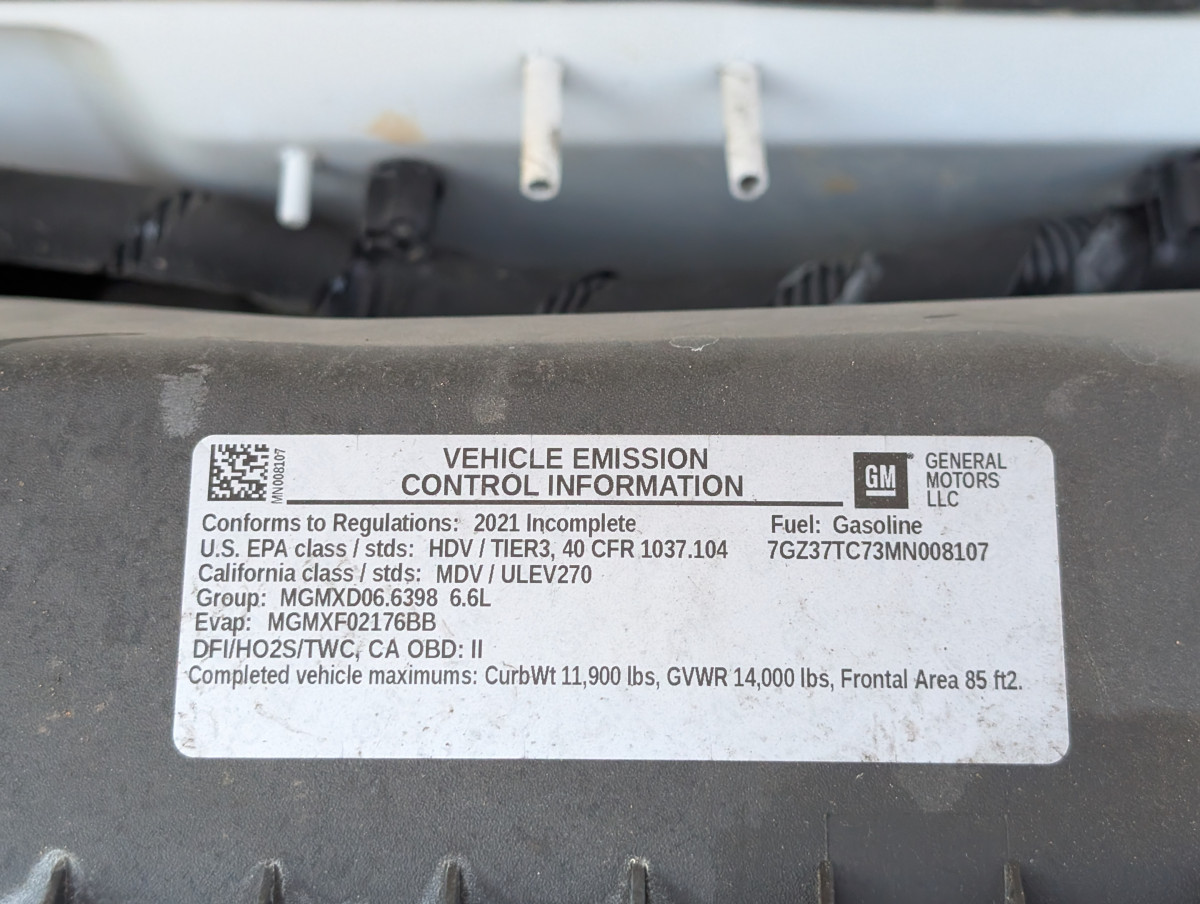 MN008107
VEHICLE EMISSION
CONTROL INFORMATION
GM
GENERAL
MOTORS
LLC
Conforms to Regulations: 2021 Incomplete
Fuel: Gasoline
U.S. EPA class / stds: HDV / TIER3, 40 CFR 1037.104
7GZ37TC73MN008107
California class / stds: MDV / ULEV270
Group: MGMXD06.6398 6.6L
Evap: MGMXF02176BB
DFI/HO2S/TWC, CA OBD: II
Completed vehicle maximums: CurbWt 11,900 lbs, GVWR 14,000 lbs, Frontal Area 85 ft2.